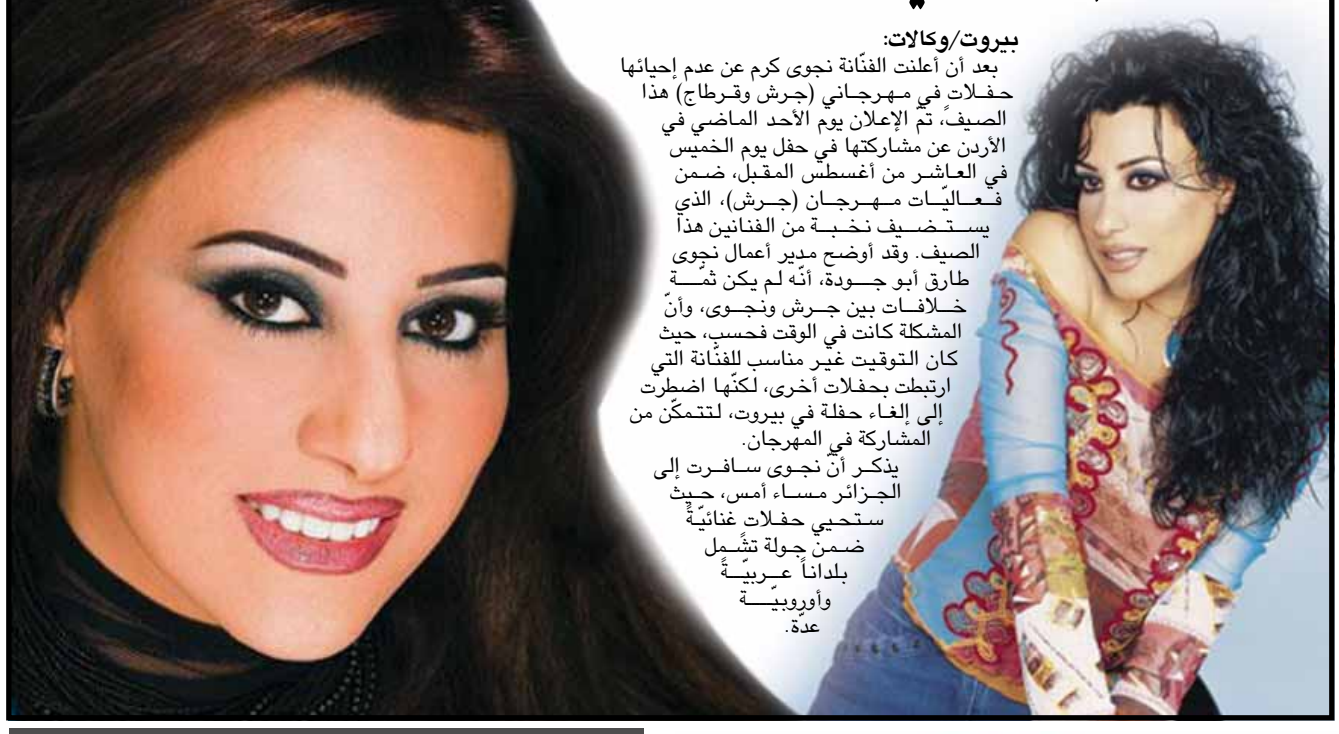 بيروت/وكالات:
بعد أن أعلنت الفنّانة نجوى كرم عن عدم إحيائها
حفلات في مهرجاني (جرش وقرطاج) هذا
الصيف، تمّ الإعلان يوم الأحد الماضي في
الأردن عن مشاركتها في حفل يوم الخميس
في العاشر من أغسطس المقبل، ضمن
فعاليّات مهرجان (جرش)، الذي
يستضيف نخبة من الفنانين هذا
الصيف. وقد أوضح مدير أعمال نجوى
طارق أبو جودة، أنّه لم يكن ثمّة
خلافات بين جرش ونجوى، وأنّ
المشكلة كانت في الوقت فحسب، حيث
كان التوقيت غير مناسب للفنّانة التي
ارتبطت بحفلات أخرى، لكنّها اضطرت
إلى إلغاء حفلة في بيروت، لتتمكّن من
المشاركة في المهرجان.
يذكر أنّ نجوى سافرت إلى
الجزائر مساء أمس، حيث
ستحيي حفلات غنائيّةً
ضمن جولة تشمل
بلداناً عربيّةً
وأوروبيّة
عدّة.